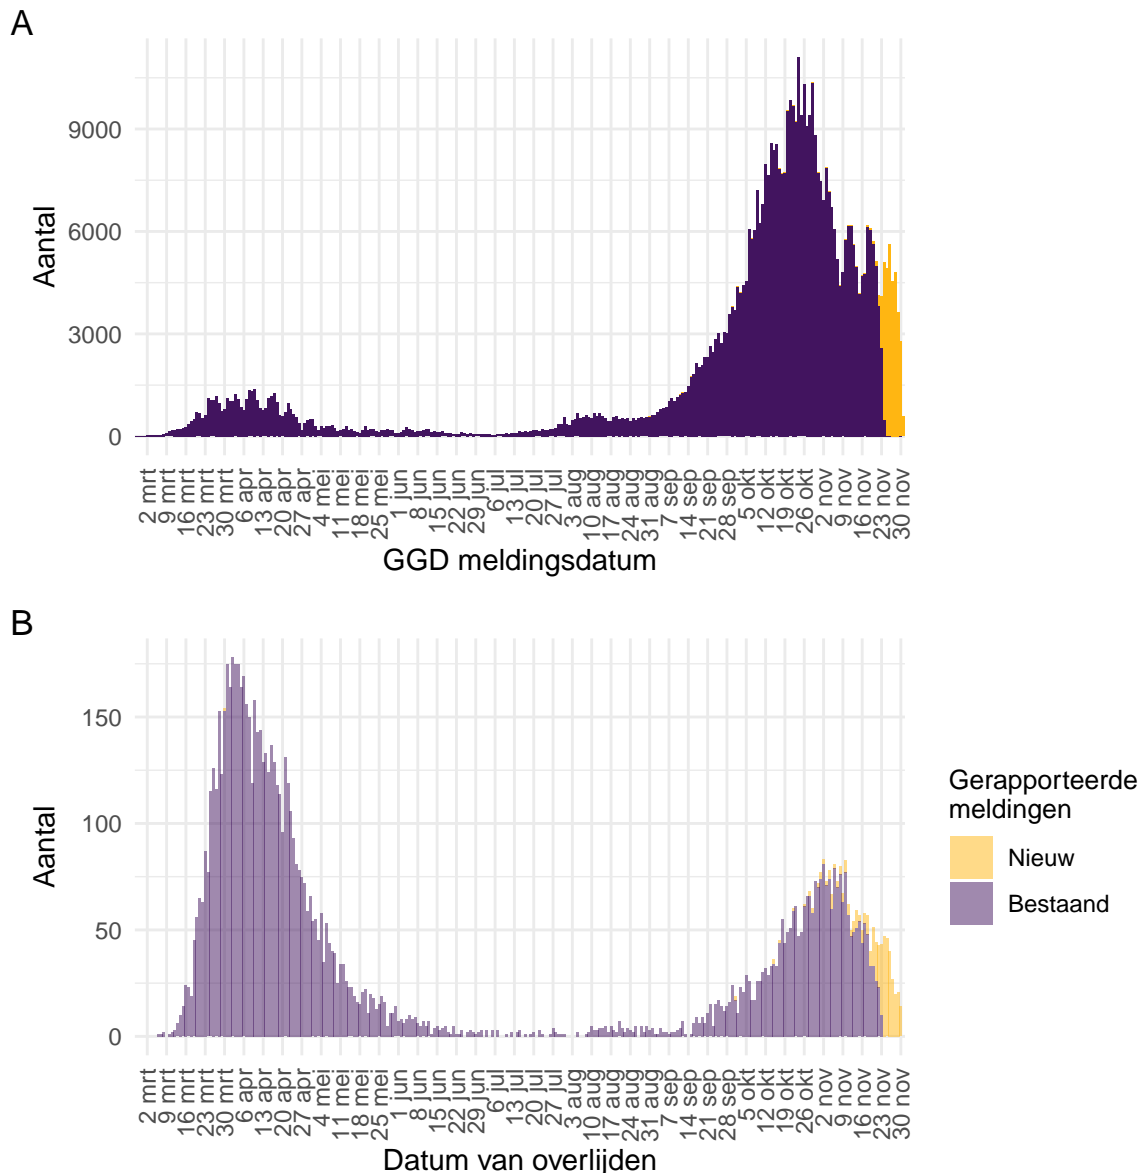 A
Aantal
9000
6000
3000
0
2 mrt
9 mrt
16 mrt
23 mrt
30 mrt
6 apr
13 apr
20 apr
27 apr
4 mei
11 mei
18 mei
25 mei
1 jun
8 jun
15 jun
22 jun
29 jun
6 jul
13 jul
20 jul
27 jul
3 aug
10 aug
17 aug
24 aug
31 aug
7 sep
14 sep
21 sep
28 sep
5 okt
12 okt
19 okt
26 okt
2 nov
9 nov
16 nov
23 nov
30 nov
GGD meldingsdatum
B
Aantal
150
100
50
0
2 mrt
9 mrt
16 mrt
23 mrt
30 mrt
6 apr
13 apr
20 apr
27 apr
4 mei
11 mei
18 mei
25 mei
1 jun
8 jun
15 jun
22 jun
29 jun
6 jul
13 jul
20 jul
27 jul
3 aug
10 aug
17 aug
24 aug
31 aug
7 sep
14 sep
21 sep
28 sep
5 okt
12 okt
19 okt
26 okt
2 nov
9 nov
16 nov
23 nov
30 nov
Datum van overlijden
Gerapporteerde
meldingen
Nieuw
Bestaand